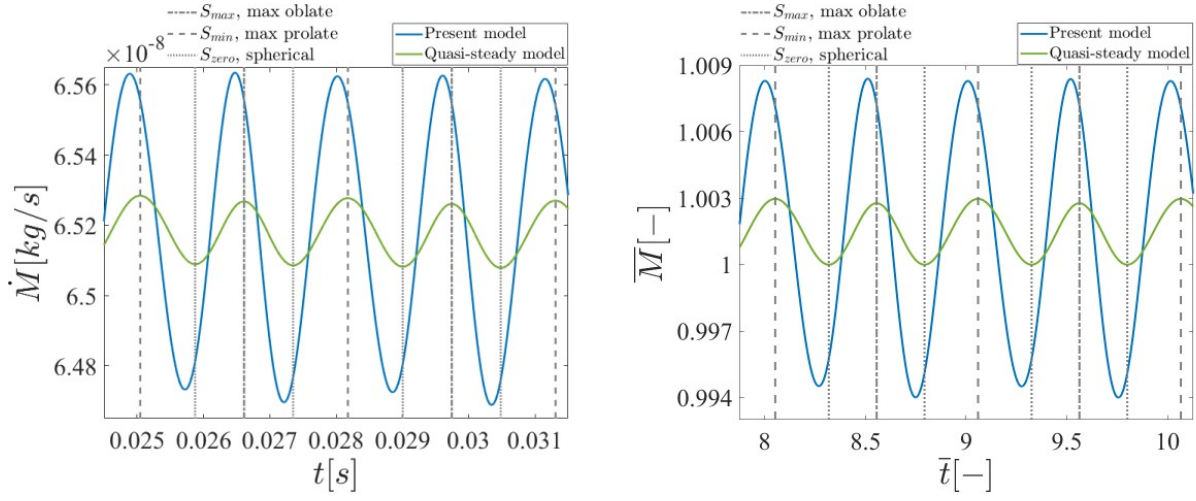 S_max, max oblate
S_min, max prolate
S_zero, spherical
Present model
Quasi-steady model
×10⁻⁸
6.56
6.54
6.52
6.5
6.48
Ṁ[kg/s]
0.025 0.026 0.027 0.028 0.029 0.03 0.031
t[s]
S_max, max oblate
S_min, max prolate
S_zero, spherical
Present model
Quasi-steady model
1.009
1.006
1.003
1
0.997
0.994
M̅[−]
8 8.5 9 9.5 10
t̅[−]